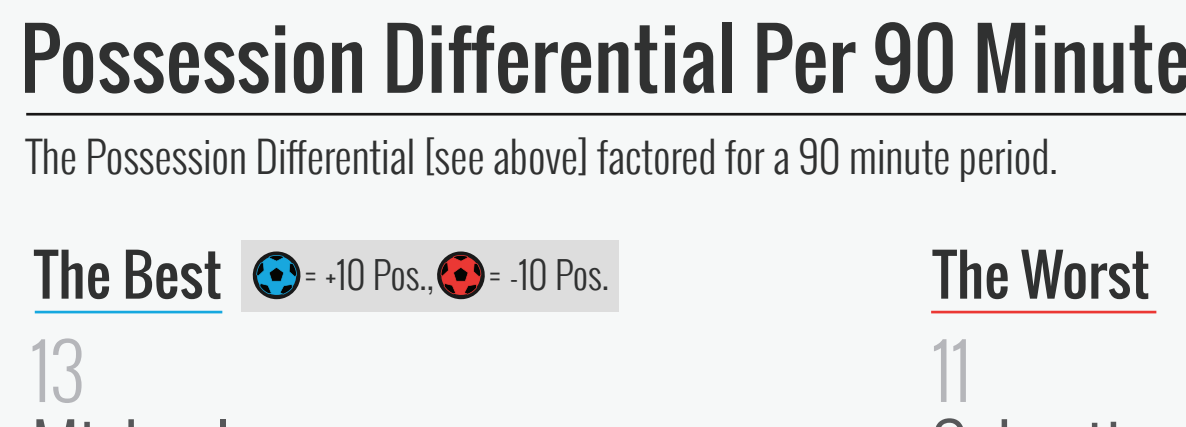 Possession Differential Per 90 Minute
The Possession Differential [see above] factored for a 90 minute period.
The Best
= +10 Pos., = -10 Pos.
The Worst
13
11